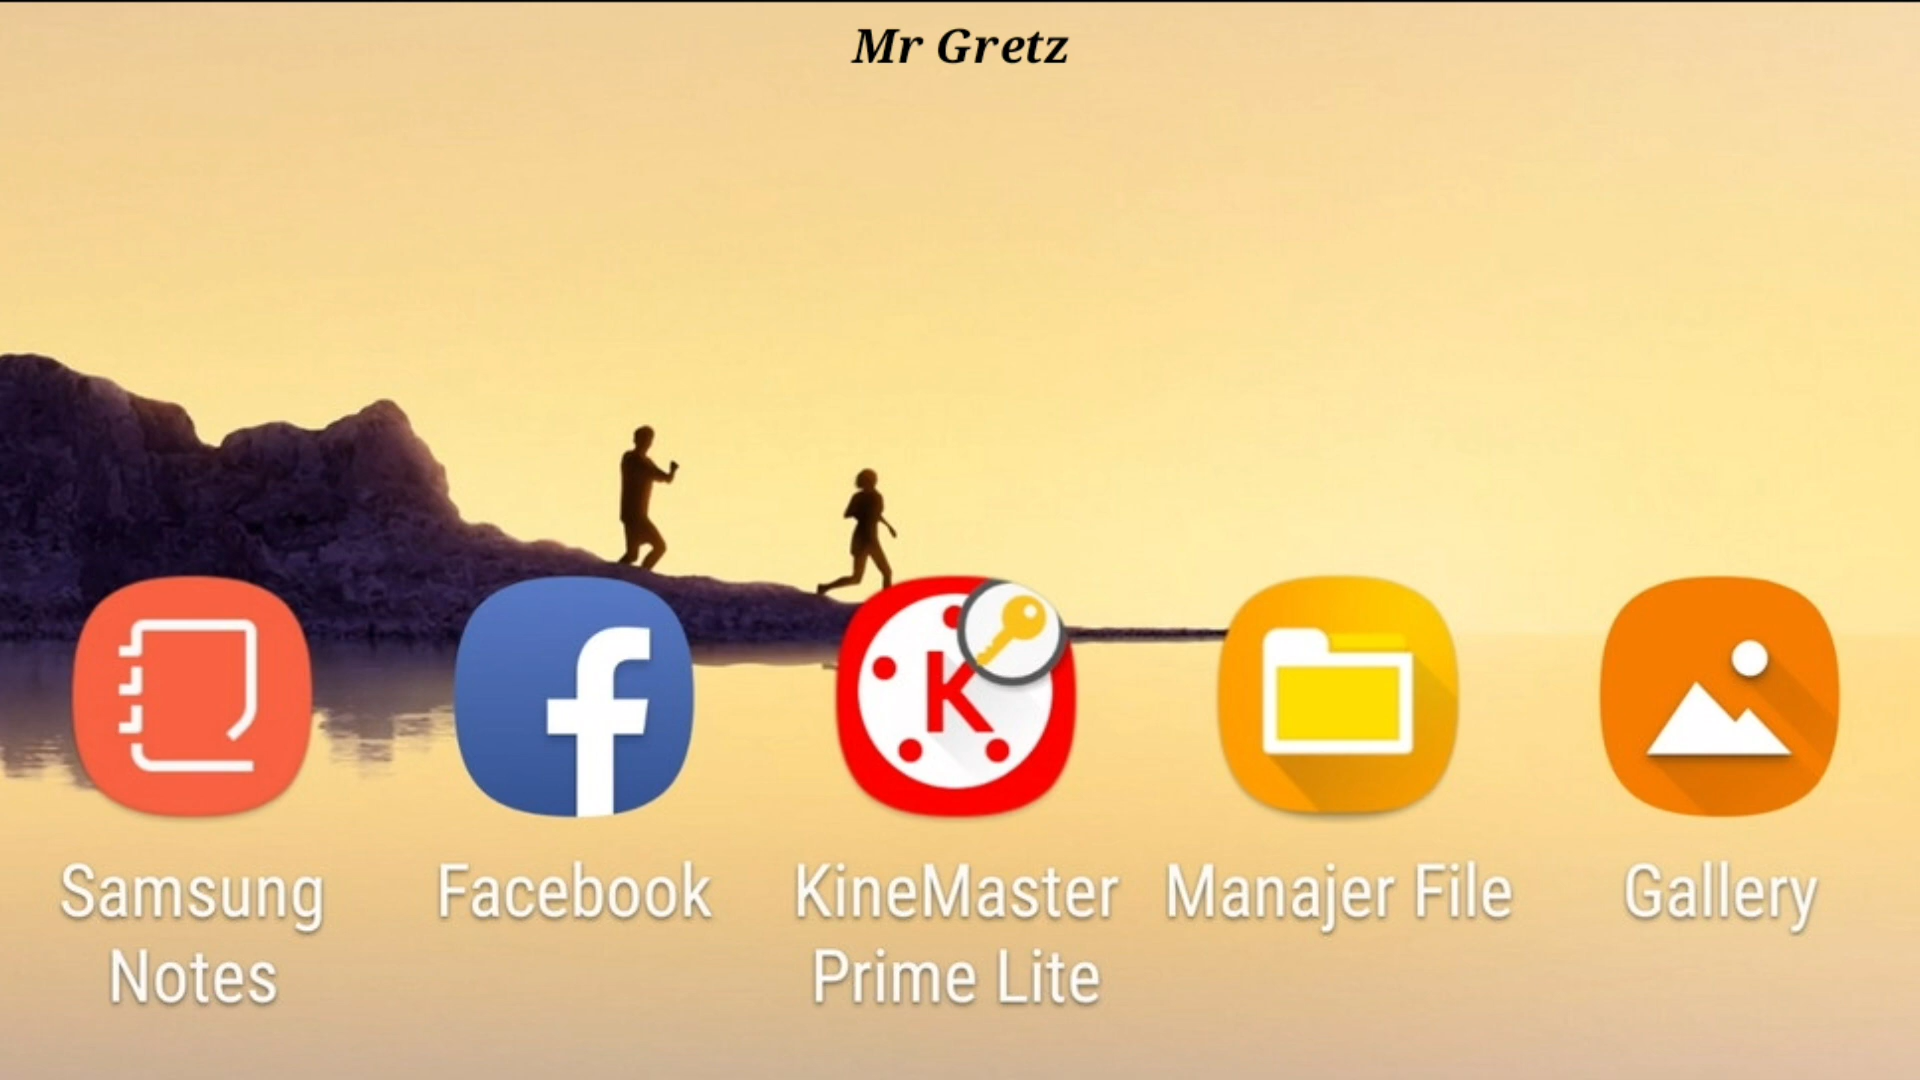 Mr Gretz
Samsung Notes
Facebook
KineMaster Prime Lite
Manajer File
Gallery